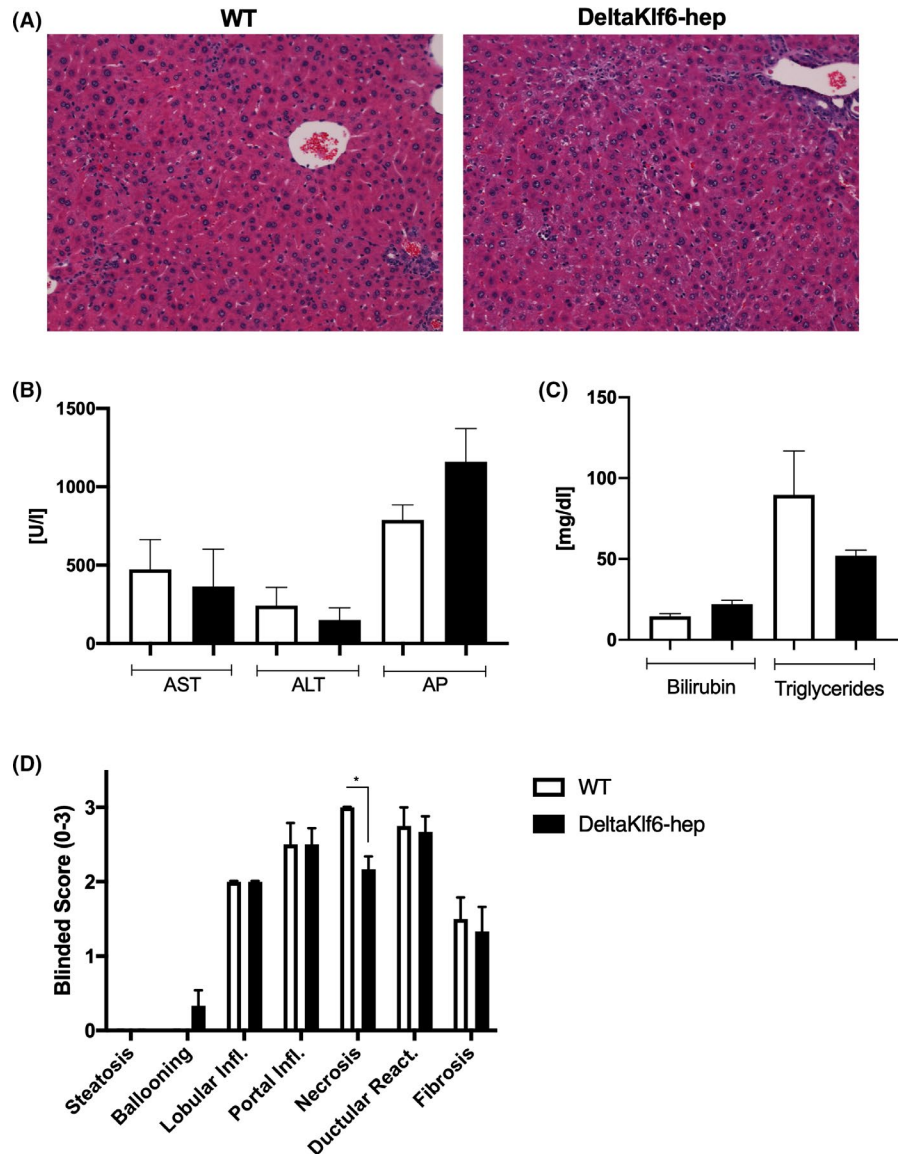 (A)
WT
DeltaKlf6-hep
(B)
[U/l]
1500
1000
500
0
AST
ALT
AP
(C)
[mg/dl]
150
100
50
0
Bilirubin
Triglycerides
(D)
Blinded Score (0-3)
3
2
1
0
*
Steatosis
Ballooning
Lobular Infl.
Portal Infl.
Necrosis
Ductular React.
Fibrosis
WT
DeltaKlf6-hep